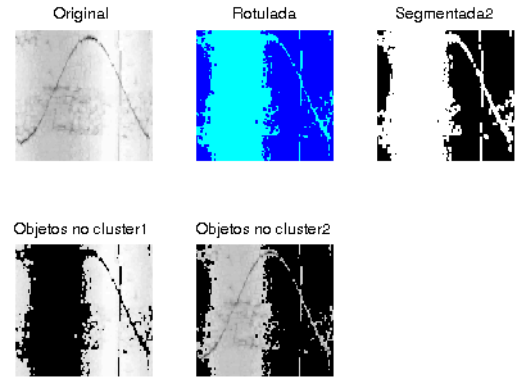 Original
Rotulada
Segmentada2
Objetos no cluster1
Objetos no cluster2